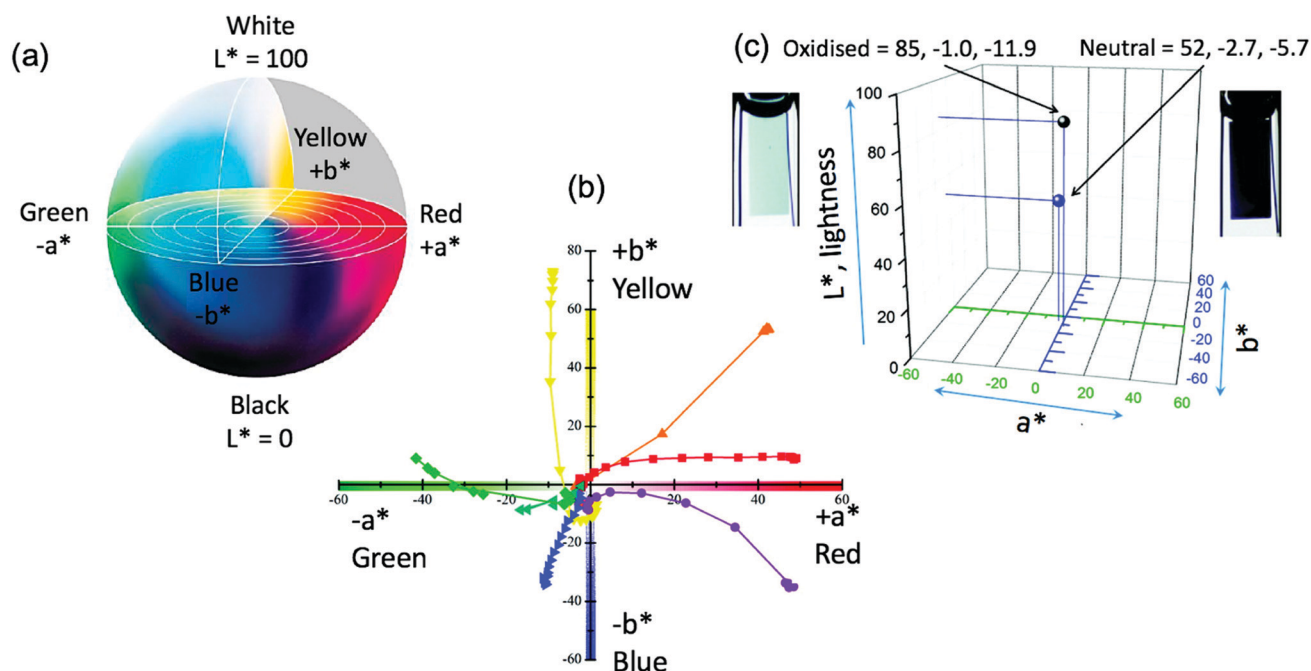 (a)
White
L* = 100
Yellow
+b*
Green
-a*
Red
+a*
Blue
-b*
Black
L* = 0
(b)
+b*
Yellow
80
60
40
20
-60
-40
-20
20
40
60
-20
-40
-60
-a*
Green
+a*
Red
-b*
Blue
(c)
Oxidised = 85, -1.0, -11.9
Neutral = 52, -2.7, -5.7
L*, lightness
100
80
60
40
20
0
-60
-40
-20
0
20
40
60
a*
60
40
20
0
-20
-40
-60
b*